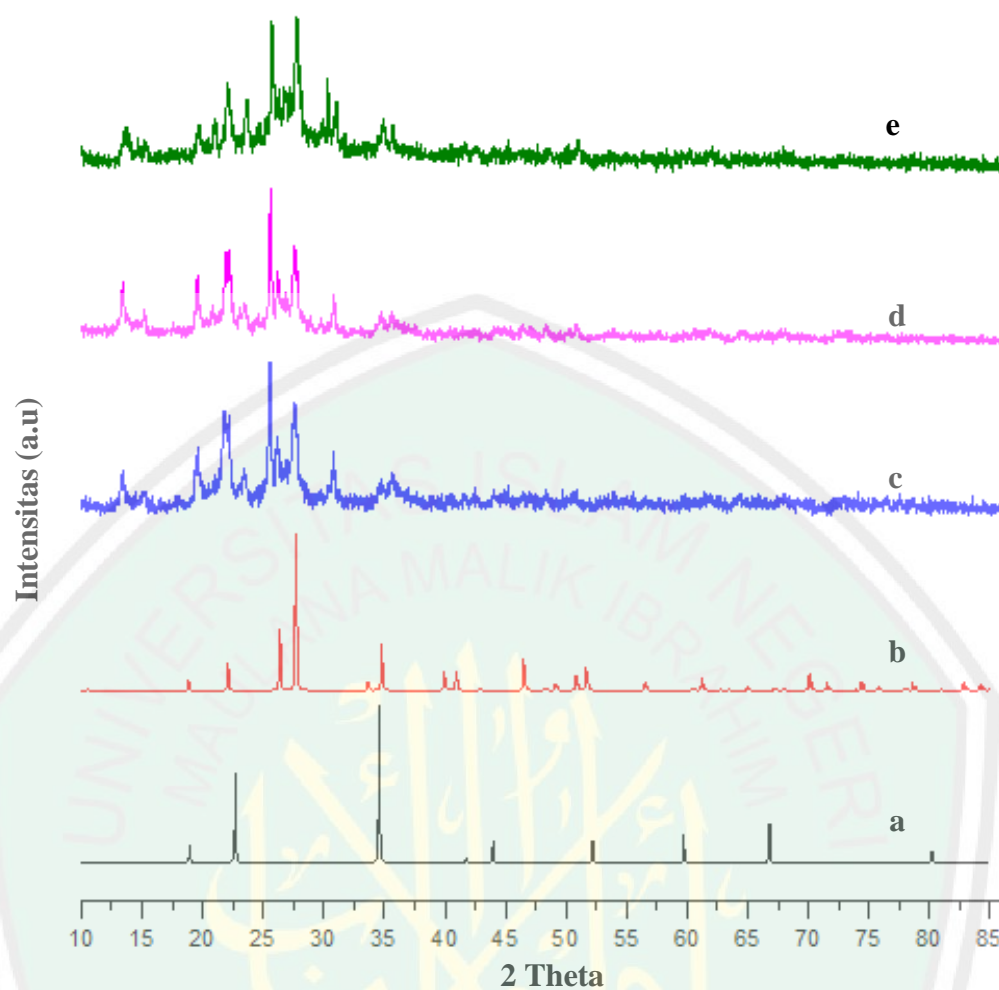 e
d
c
b
a
Intensitas (a.u)
UNIVERSITAS ISLAM NEGERI
MAULANA MALIK IBRAHIM
10 15 20 25 30 35 40 45 50 55 60 65 70 75 80 85
2 Theta